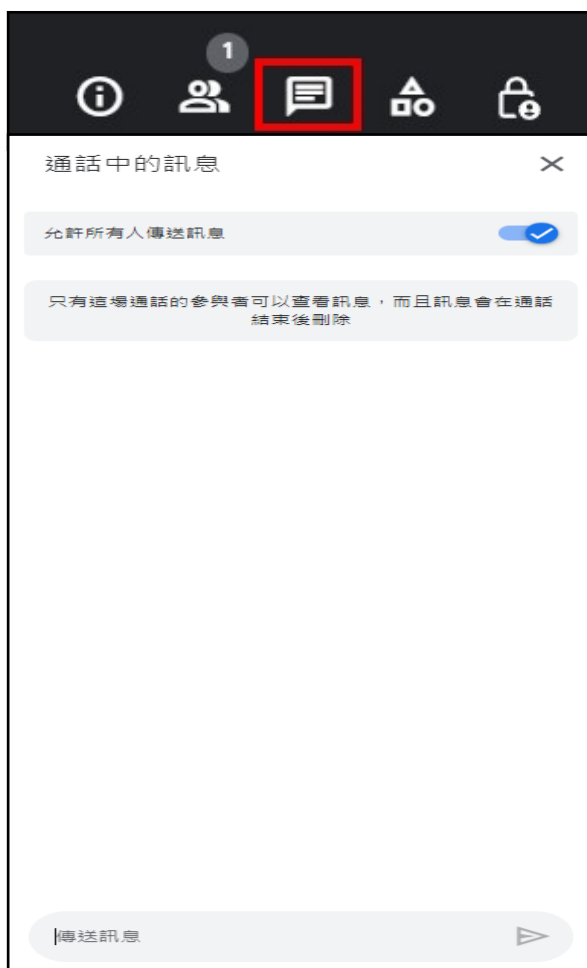 1
通話中的訊息
允許所有人傳送訊息
只有這場通話的參與者可以查看訊息，而且訊息會在通話
結束後刪除
傳送訊息